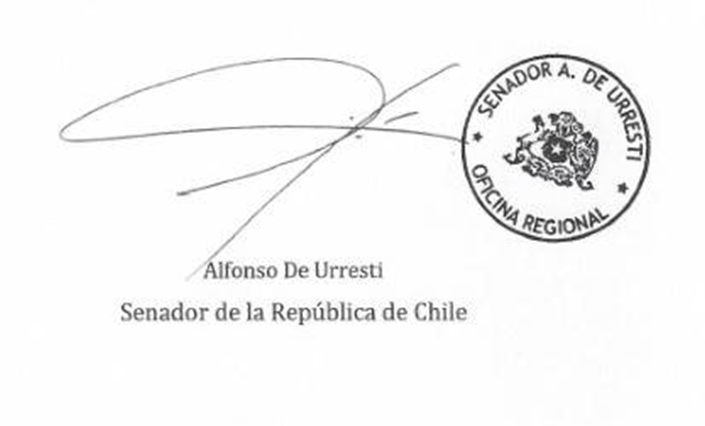 SENADOR A. DE URRESTI
OFICINA REGIONAL
Alfonso De Urresti
Senador de la República de Chile